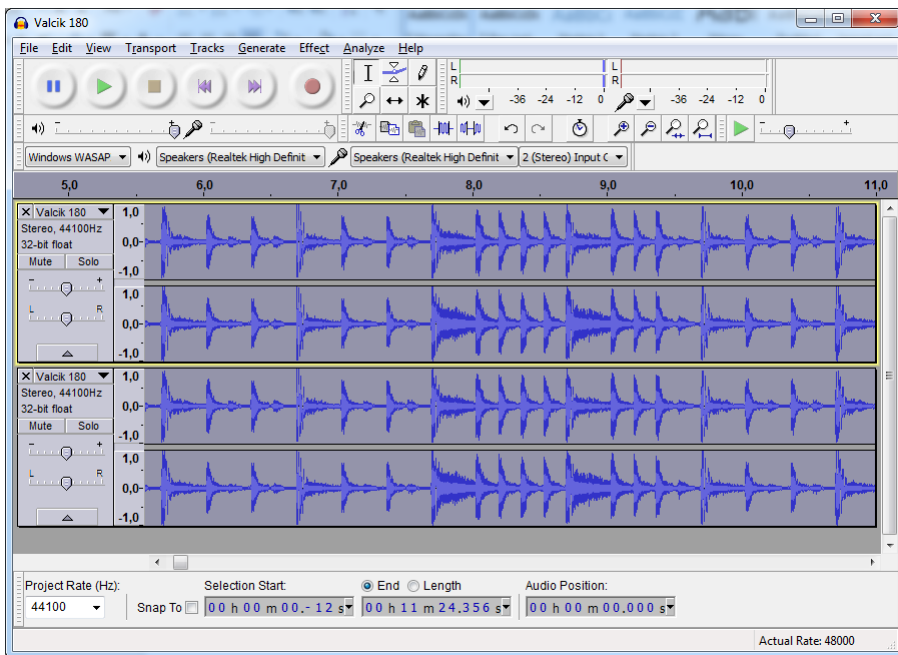 Valcik 180
File Edit View Transport Tracks Generate Effect Analyze Help
L
R
-36 -24 -12 0
L
R
-36 -24 -12 0
- +
Windows WASAP
Speakers (Realtek High Definit
Speakers (Realtek High Definit
2 (Stereo) Input C
5,0 6,0 7,0 8,0 9,0 10,0 11,0
X Valcik 180
Stereo, 44100Hz
32-bit float
Mute Solo
- +
L R
1,0
0,0-
-1,0
1,0
0,0-
-1,0
X Valcik 180
Stereo, 44100Hz
32-bit float
Mute Solo
- +
L R
1,0
0,0-
-1,0
1,0
0,0-
-1,0
Project Rate (Hz): Selection Start: End Length Audio Position:
44100 Snap To 00 h 00 m 00.- 12 s 00 h 11 m 24.356 s 00 h 00 m 00.000 s
Actual Rate: 48000